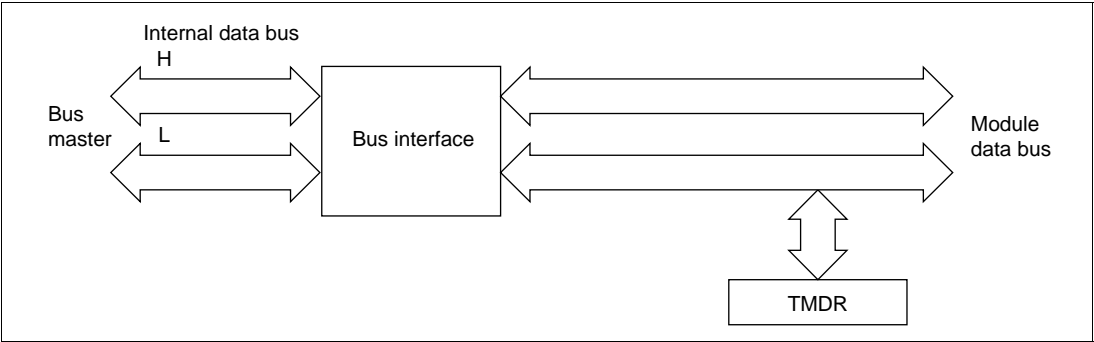 Internal data bus
H
Bus
master
L
Bus interface
Module
data bus
TMDR